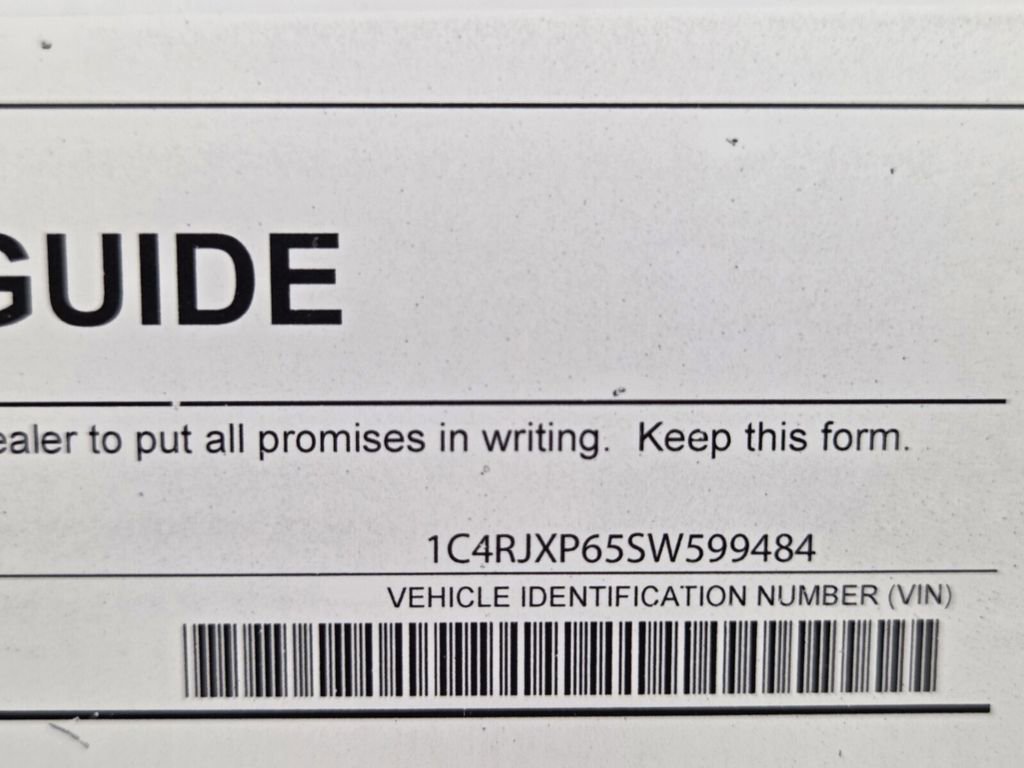 GUIDE
ealer to put all promises in writing. Keep this form.
1C4RJXP65SW599484
VEHICLE IDENTIFICATION NUMBER (VIN)